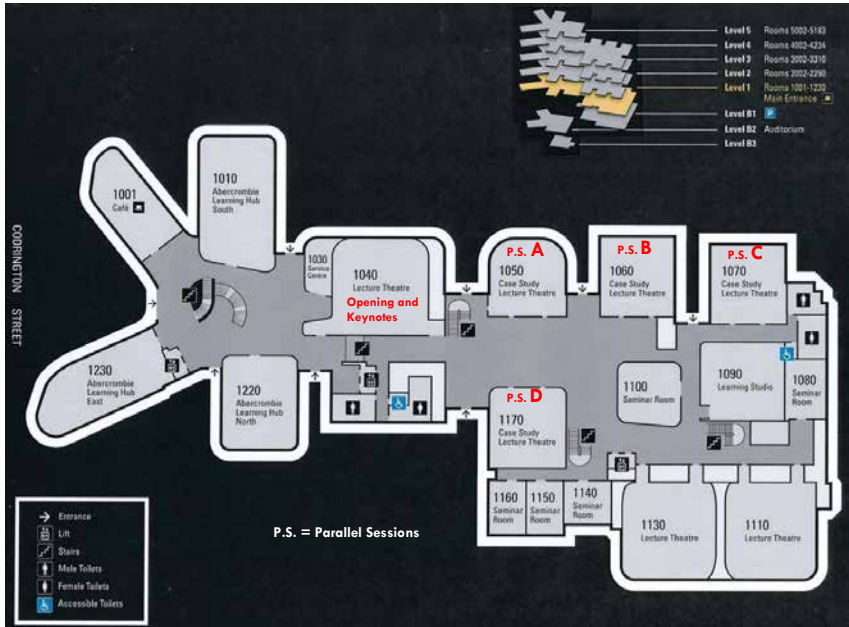 Level 5 Rooms 5002-5183
Level 4 Rooms 4002-4234
Level 3 Rooms 3002-3310
Level 2 Rooms 2002-2290
Level 1 Rooms 1001-1230
Main Entrance
Level B1 P
Level B2 Auditorium
Level B3
1010
Abercrombie
Learning Hub
South
1001
Café
CODRINGTON STREET
1030
Service
Centre
1040
Lecture Theatre
Opening and
Keynotes
P.S. A
1050
Case Study
Lecture Theatre
P.S. B
1060
Case Study
Lecture Theatre
P.S. C
1070
Case Study
Lecture Theatre
1230
Abercrombie
Learning Hub
East
1220
Abercrombie
Learning Hub
North
P.S. D
1170
Case Study
Lecture Theatre
1100
Seminar Room
1090
Learning Studio
1080
Seminar
Room
1160
Seminar
Room
1150
Seminar
Room
1140
Seminar
Room
1130
Lecture Theatre
1110
Lecture Theatre
P.S. = Parallel Sessions
Entrance
Lift
Stairs
Male Toilets
Female Toilets
Accessible Toilets